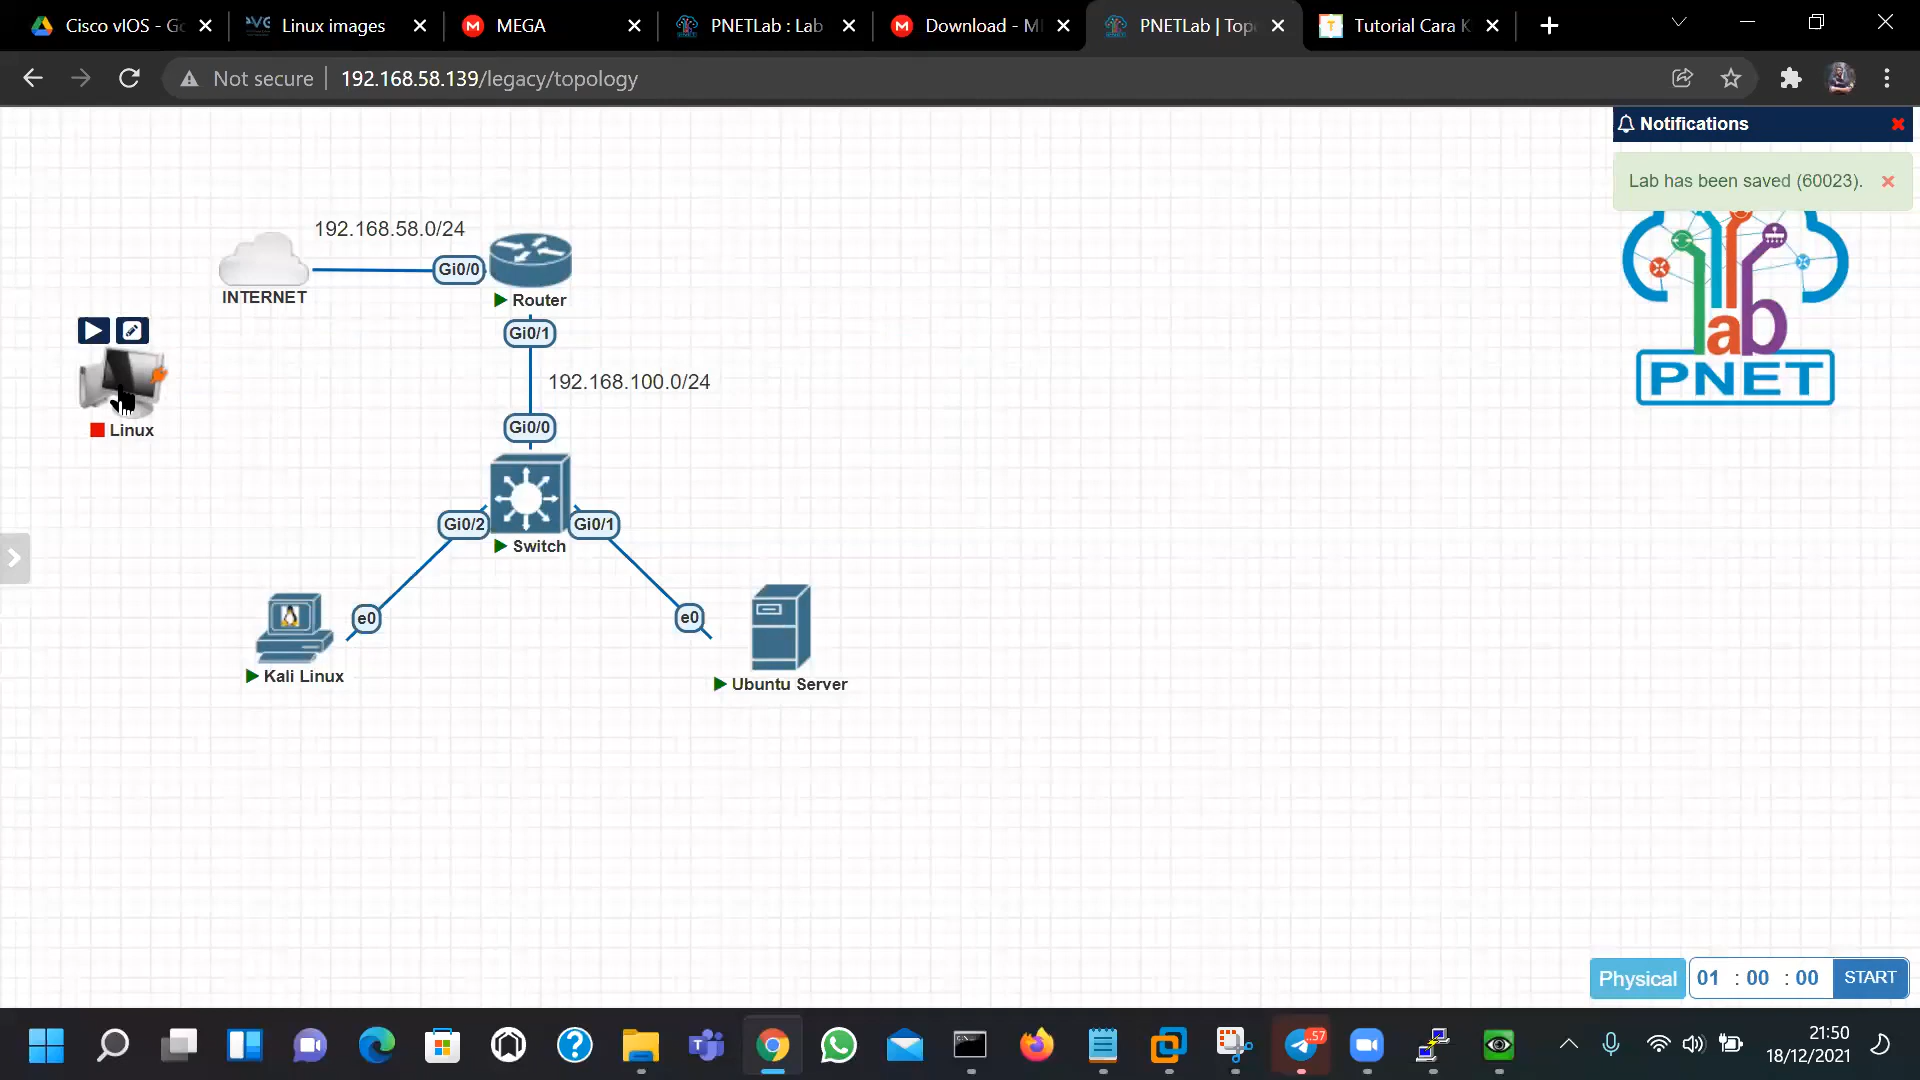 Cisco vIOS - Go
Linux images
MEGA
PNETLab : Lab
Download - MI
PNETLab | Topo
Tutorial Cara K
Not secure
192.168.58.139/legacy/topology
Notifications
Lab has been saved (60023).
lab
PNET
192.168.58.0/24
Gi0/0
INTERNET
Router
Gi0/1
192.168.100.0/24
Linux
Gi0/0
Gi0/2
Gi0/1
Switch
e0
e0
Kali Linux
Ubuntu Server
Physical
01 : 00 : 00
START
57
21:50
18/12/2021